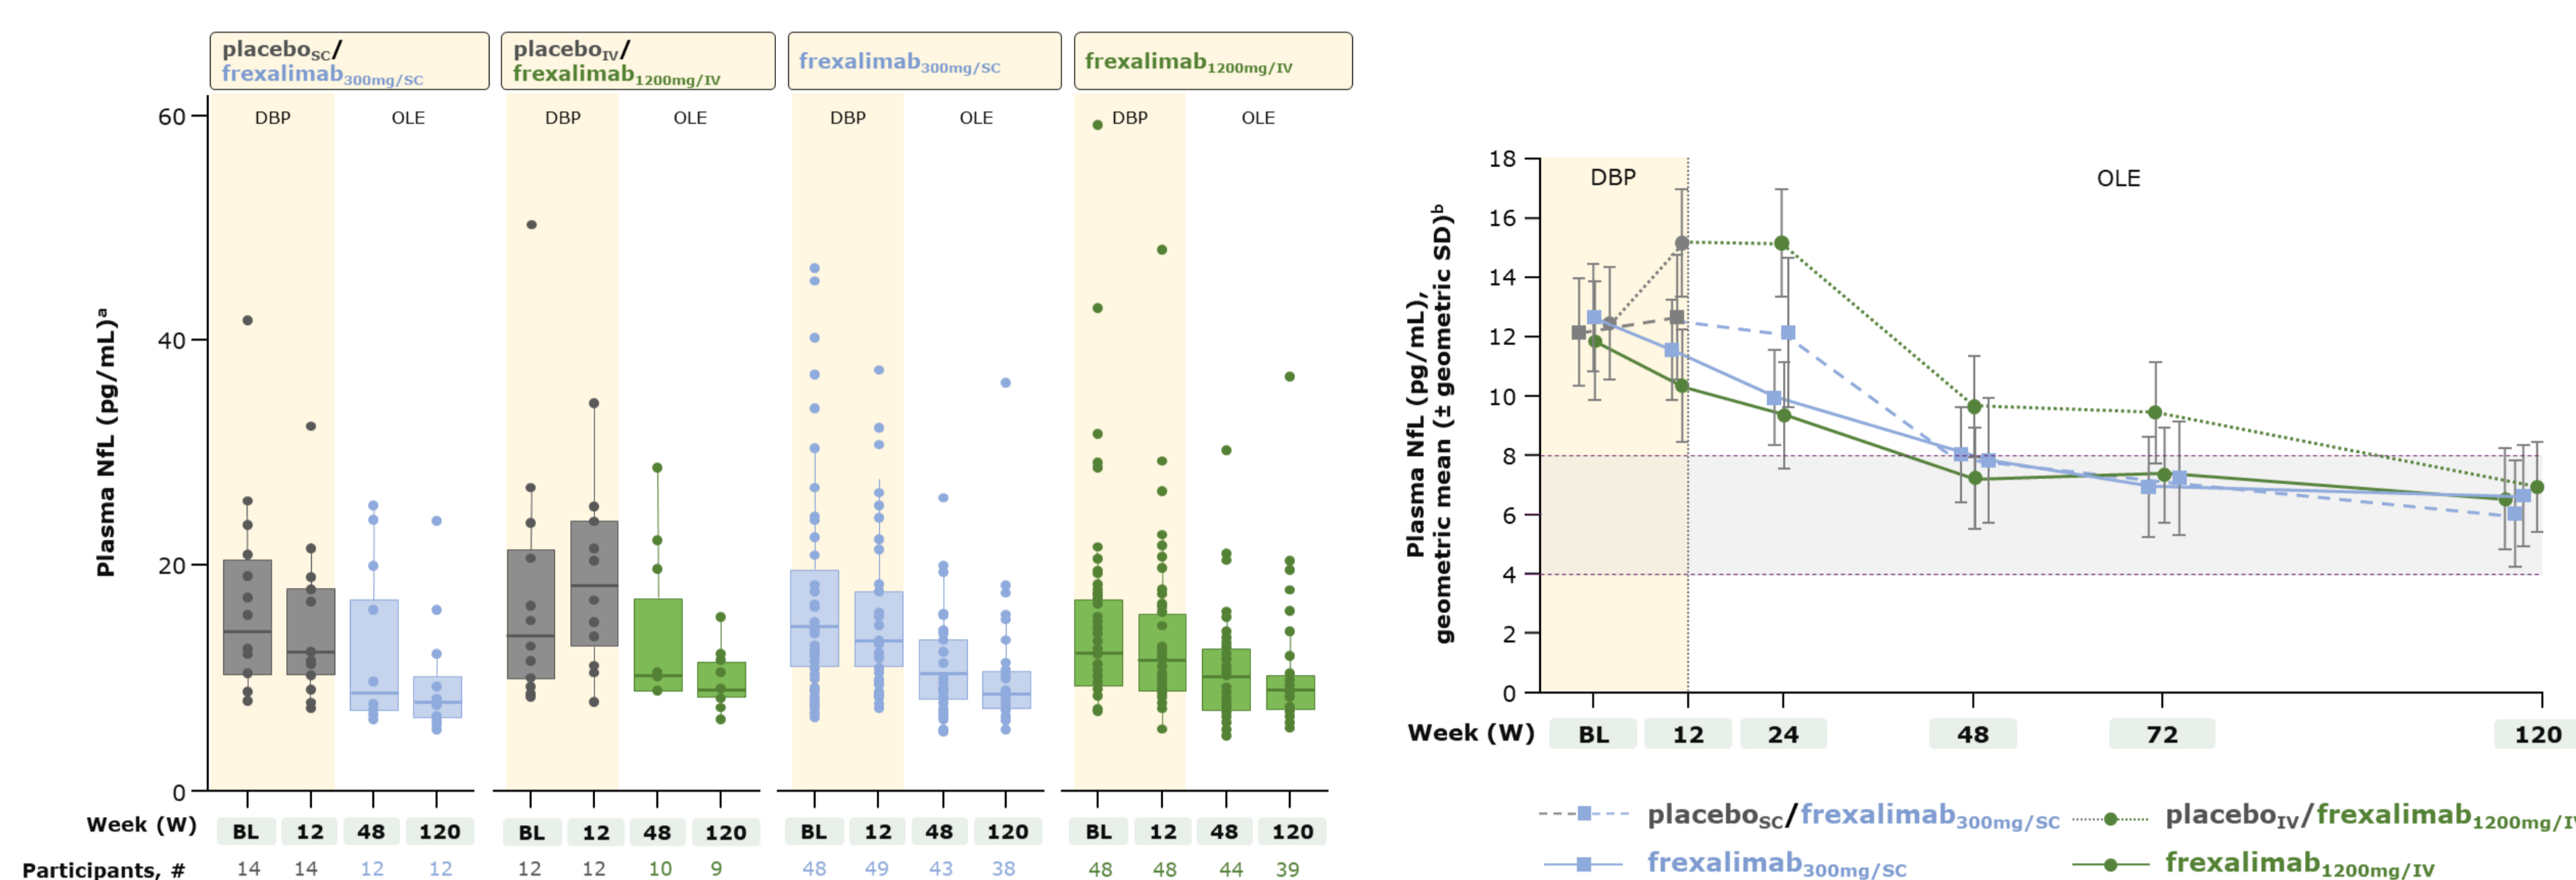 placeboSC/
frexalimab300mg/SC
placeboIV/
frexalimab1200mg/IV
frexalimab300mg/SC
frexalimab1200mg/IV
DBP OLE DBP OLE DBP OLE DBP OLE
Plasma NfL (pg/mL)a
60
40
20
0
Week (W) BL 12 48 120 BL 12 48 120 BL 12 48 120 BL 12 48 120
Participants, # 14 14 12 12 12 12 10 9 48 49 43 38 48 48 44 39
Plasma NfL (pg/mL),
geometric mean (± geometric SD)b
18
16
14
12
10
8
6
4
2
0
DBP OLE
Week (W) BL 12 24 48 72 120
placeboSC/frexalimab300mg/SC
placeboIV/frexalimab1200mg/I
frexalimab300mg/SC
frexalimab1200mg/IV